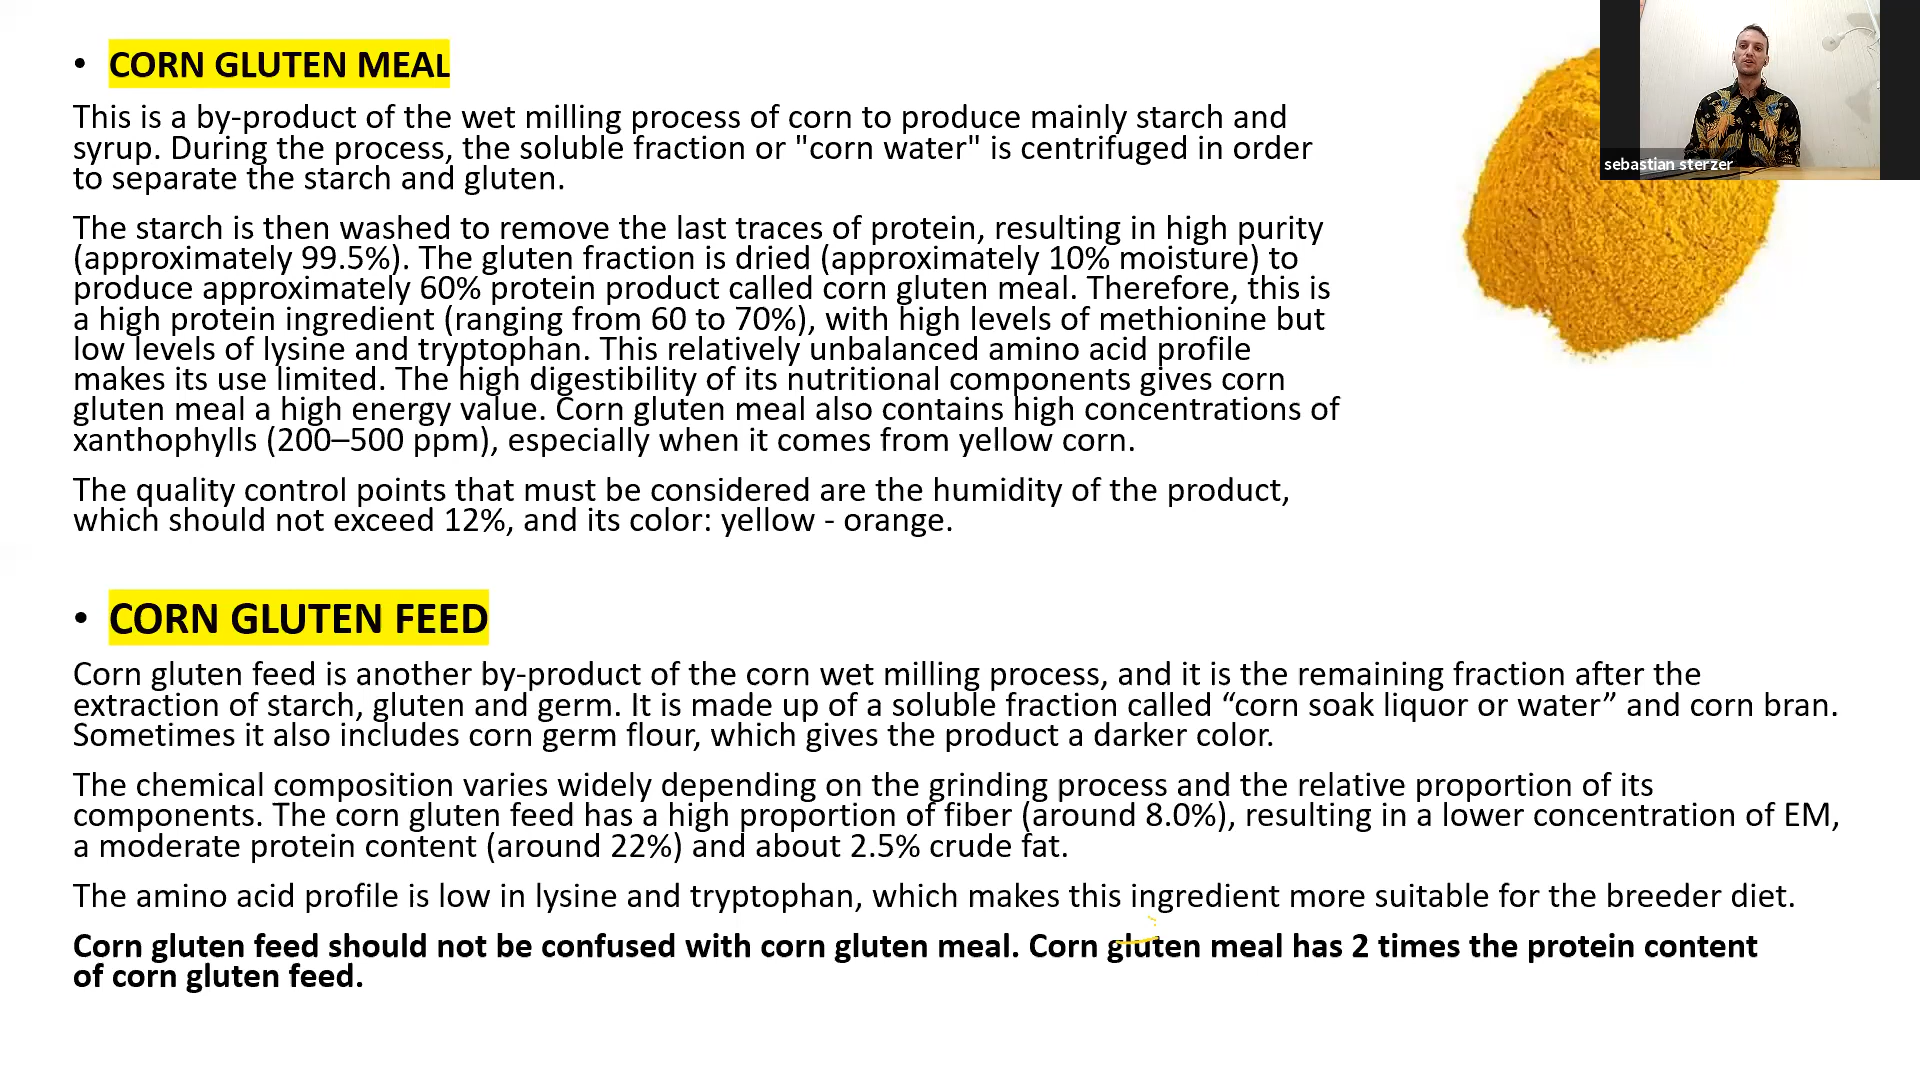 • CORN GLUTEN MEAL
This is a by-product of the wet milling process of corn to produce mainly starch and
syrup. During the process, the soluble fraction or "corn water" is centrifuged in order
to separate the starch and gluten.
The starch is then washed to remove the last traces of protein, resulting in high purity
(approximately 99.5%). The gluten fraction is dried (approximately 10% moisture) to
produce approximately 60% protein product called corn gluten meal. Therefore, this is
a high protein ingredient (ranging from 60 to 70%), with high levels of methionine but
low levels of lysine and tryptophan. This relatively unbalanced amino acid profile
makes its use limited. The high digestibility of its nutritional components gives corn
gluten meal a high energy value. Corn gluten meal also contains high concentrations of
xanthophylls (200–500 ppm), especially when it comes from yellow corn.
The quality control points that must be considered are the humidity of the product,
which should not exceed 12%, and its color: yellow - orange.
• CORN GLUTEN FEED
Corn gluten feed is another by-product of the corn wet milling process, and it is the remaining fraction after the
extraction of starch, gluten and germ. It is made up of a soluble fraction called “corn soak liquor or water” and corn bran.
Sometimes it also includes corn germ flour, which gives the product a darker color.
The chemical composition varies widely depending on the grinding process and the relative proportion of its
components. The corn gluten feed has a high proportion of fiber (around 8.0%), resulting in a lower concentration of EM,
a moderate protein content (around 22%) and about 2.5% crude fat.
The amino acid profile is low in lysine and tryptophan, which makes this ingredient more suitable for the breeder diet.
Corn gluten feed should not be confused with corn gluten meal. Corn gluten meal has 2 times the protein content
of corn gluten feed.
sebastian sterzer